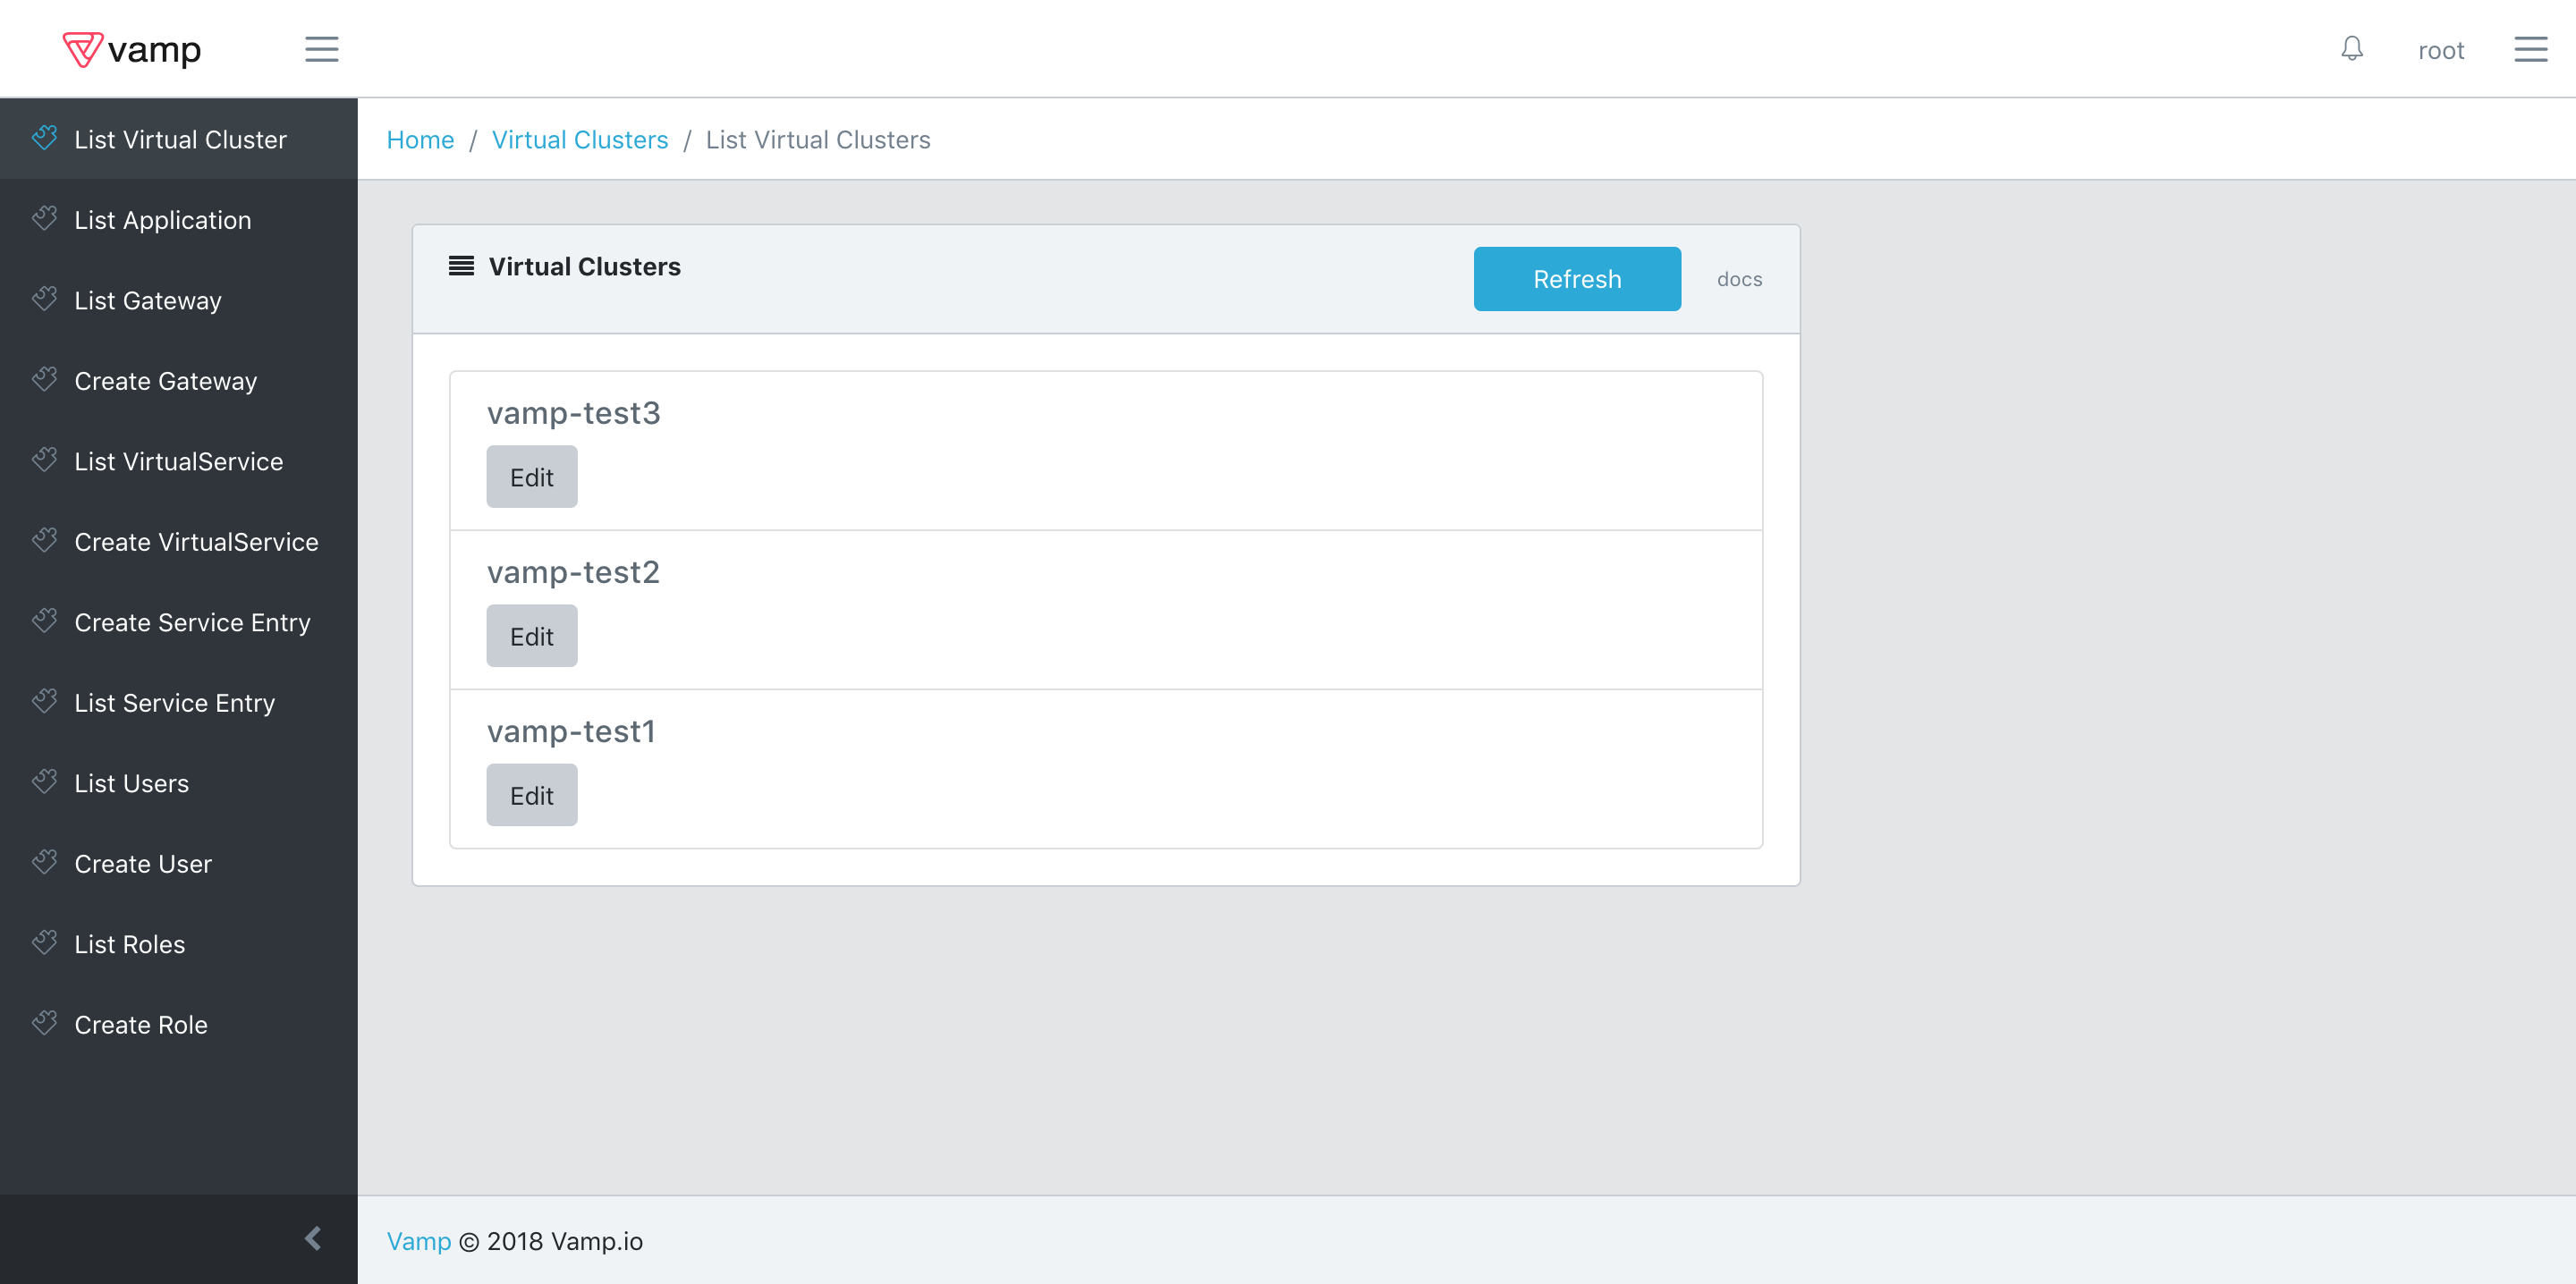 vamp
root
List Virtual Cluster
List Application
List Gateway
Create Gateway
List VirtualService
Create VirtualService
Create Service Entry
List Service Entry
List Users
Create User
List Roles
Create Role
Home / Virtual Clusters / List Virtual Clusters
Virtual Clusters
Refresh
docs
vamp-test3
Edit
vamp-test2
Edit
vamp-test1
Edit
Vamp © 2018 Vamp.io